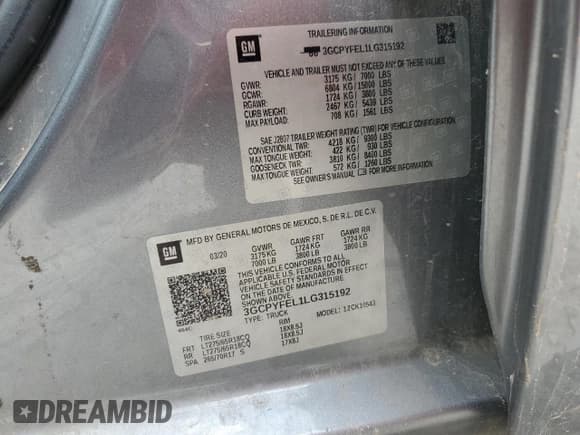 GM
TRAILERING INFORMATION
3GCPYFEL1LG315192
VEHICLE AND TRAILER MUST NOT EXCEED ANY OF THESE VALUES
GVWR: 3175 KG / 7000 LBS
GCWR: 6804 KG / 15000 LBS
RGAWR: 1724 KG / 3800 LBS
CURB WEIGHT: 2467 KG / 5439 LBS
MAX PAYLOAD: 708 KG / 1561 LBS
SAE J2807 TRAILER WEIGHT RATING (TWR) FOR VEHICLE CONFIGURATION
CONVENTIONAL TWR: 4218 KG / 9300 LBS
MAX TONGUE WEIGHT: 422 KG / 930 LBS
GOOSENECK TWR: 3810 KG / 8400 LBS
MAX TONGUE WEIGHT: 572 KG / 1260 LBS
SEE OWNER'S MANUAL FOR MORE INFORMATION
GM
MFD BY GENERAL MOTORS DE MEXICO, S. DE R.L. DE C.V.
03/20 GVWR GAWR FRT GAWR RR
3175 KG 1724 KG 1724 KG
7000 LB 3800 LB 3800 LB
THIS VEHICLE CONFORMS TO ALL
APPLICABLE U.S. FEDERAL MOTOR
VEHICLE SAFETY STANDARDS IN
EFFECT ON THE DATE OF MANUFACTURE
SHOWN ABOVE.
3GCPYFEL1LG315192
TYPE: TRUCK MODEL: 1ZCK10543
TIRE SIZE RIM
FRT LT275/65R18CQ 18X8.5J
RR LT275/65R18CQ 18X8.5J
SPA 265/70R17 S 17X8J
DREAMBID